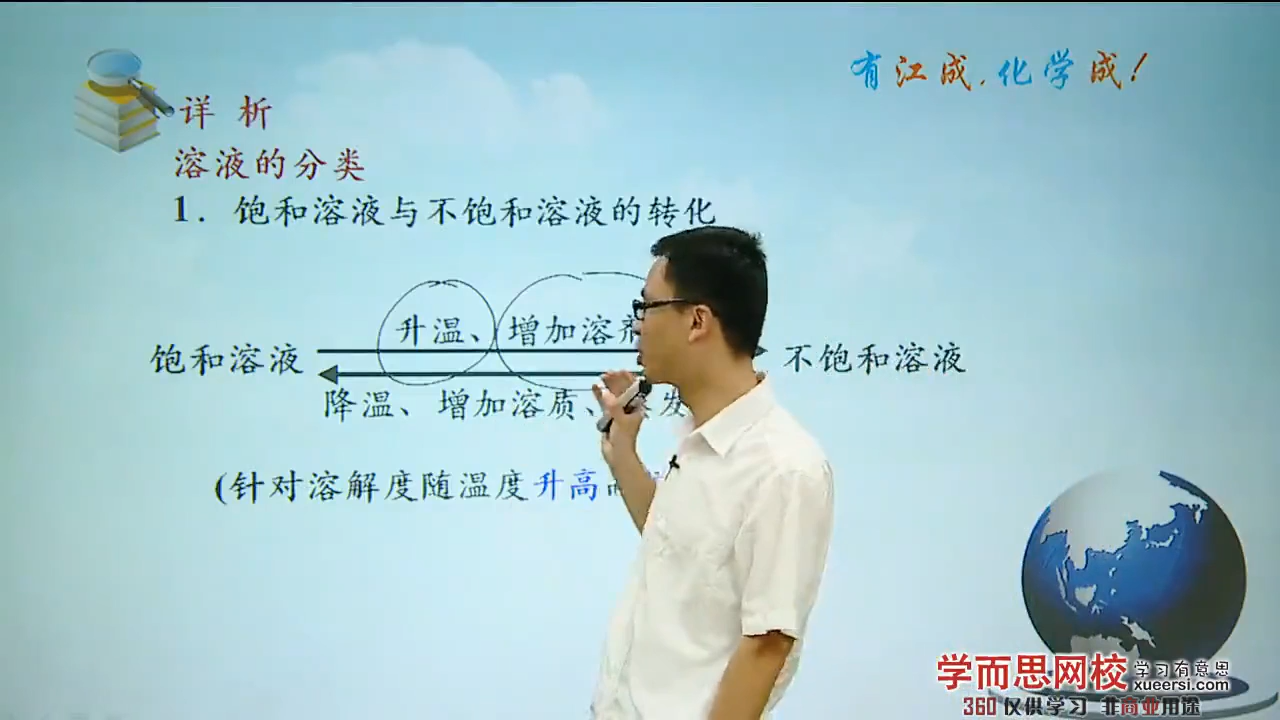 有江成,化学成!
详 析
溶液的分类
1. 饱和溶液与不饱和溶液的转化
升温、增加溶剂
饱和溶液 不饱和溶液
降温、增加溶质、 发
(针对溶解度随温度升高
学而思网校 学习有意思
xueersi.com
360 仅供学习 非商业用途